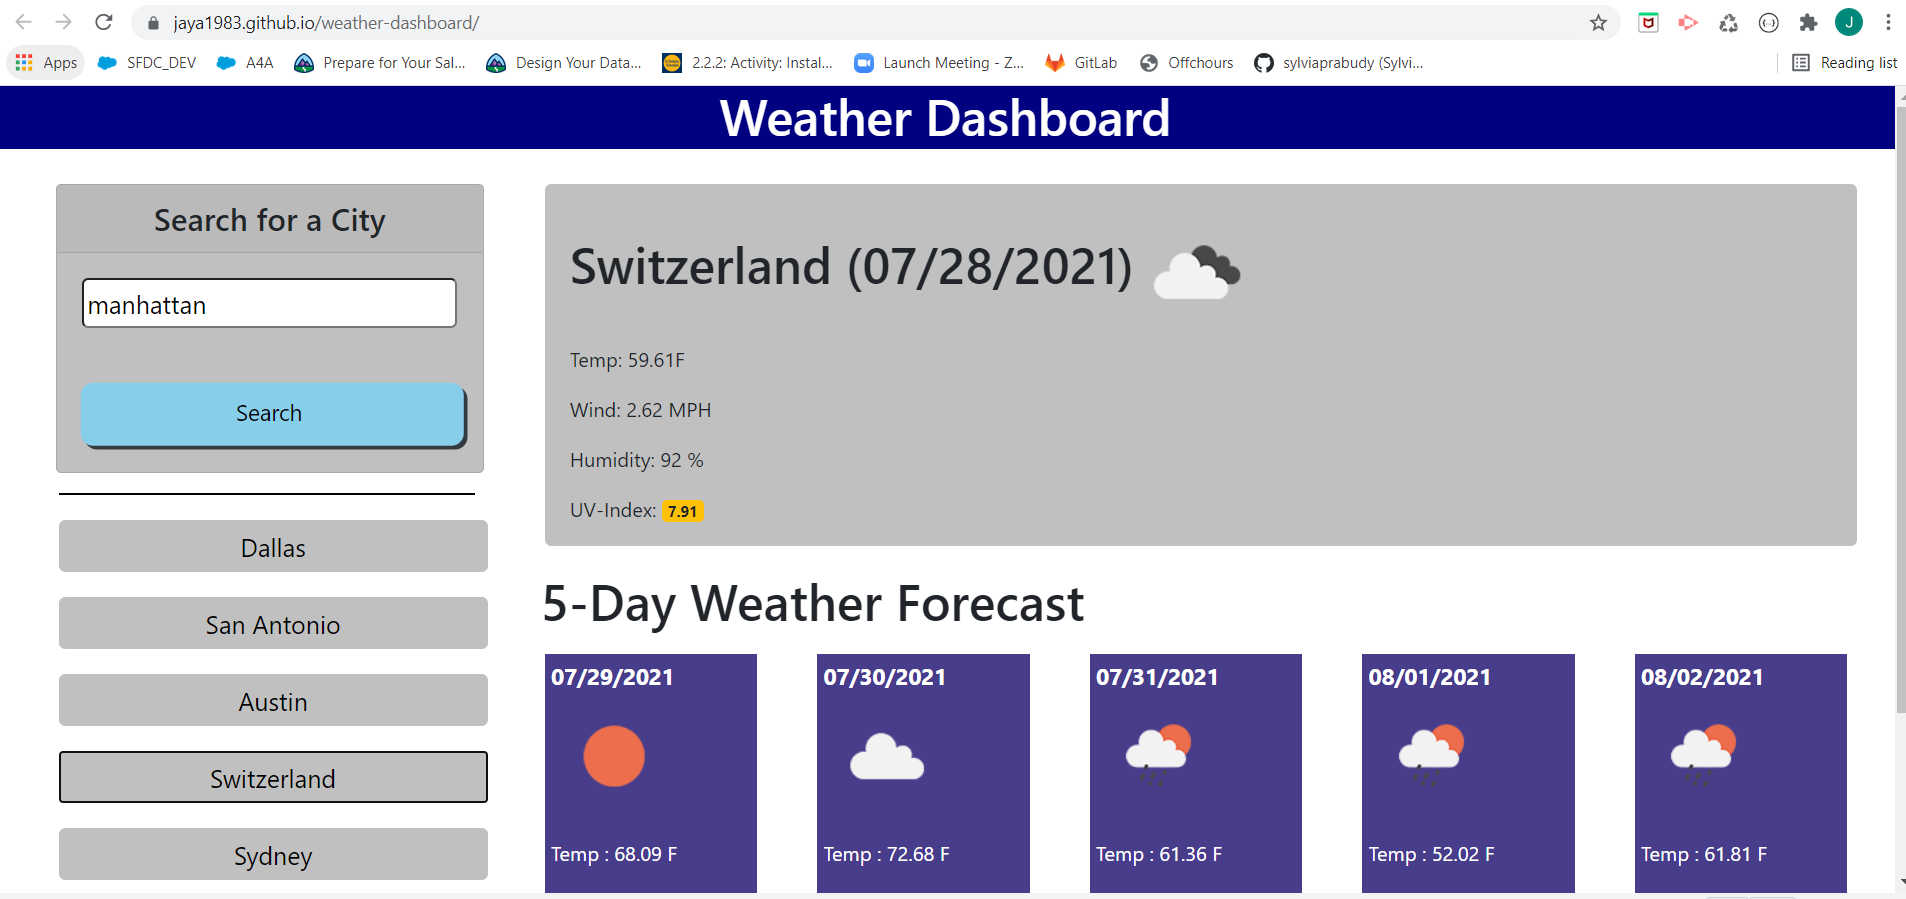 jaya1983.github.io/weather-dashboard/
J
Apps SFDC_DEV A4A Prepare for Your Sal... Design Your Data... 2.2.2: Activity: Instal... Launch Meeting - Z... GitLab Offchours sylviaprabudy (Sylvi... Reading list
Weather Dashboard
Search for a City
manhattan
Search
Dallas
San Antonio
Austin
Switzerland
Sydney
Switzerland (07/28/2021)
Temp: 59.61F
Wind: 2.62 MPH
Humidity: 92 %
UV-Index: 7.91
5-Day Weather Forecast
07/29/2021
Temp : 68.09 F
07/30/2021
Temp : 72.68 F
07/31/2021
Temp : 61.36 F
08/01/2021
Temp : 52.02 F
08/02/2021
Temp : 61.81 F